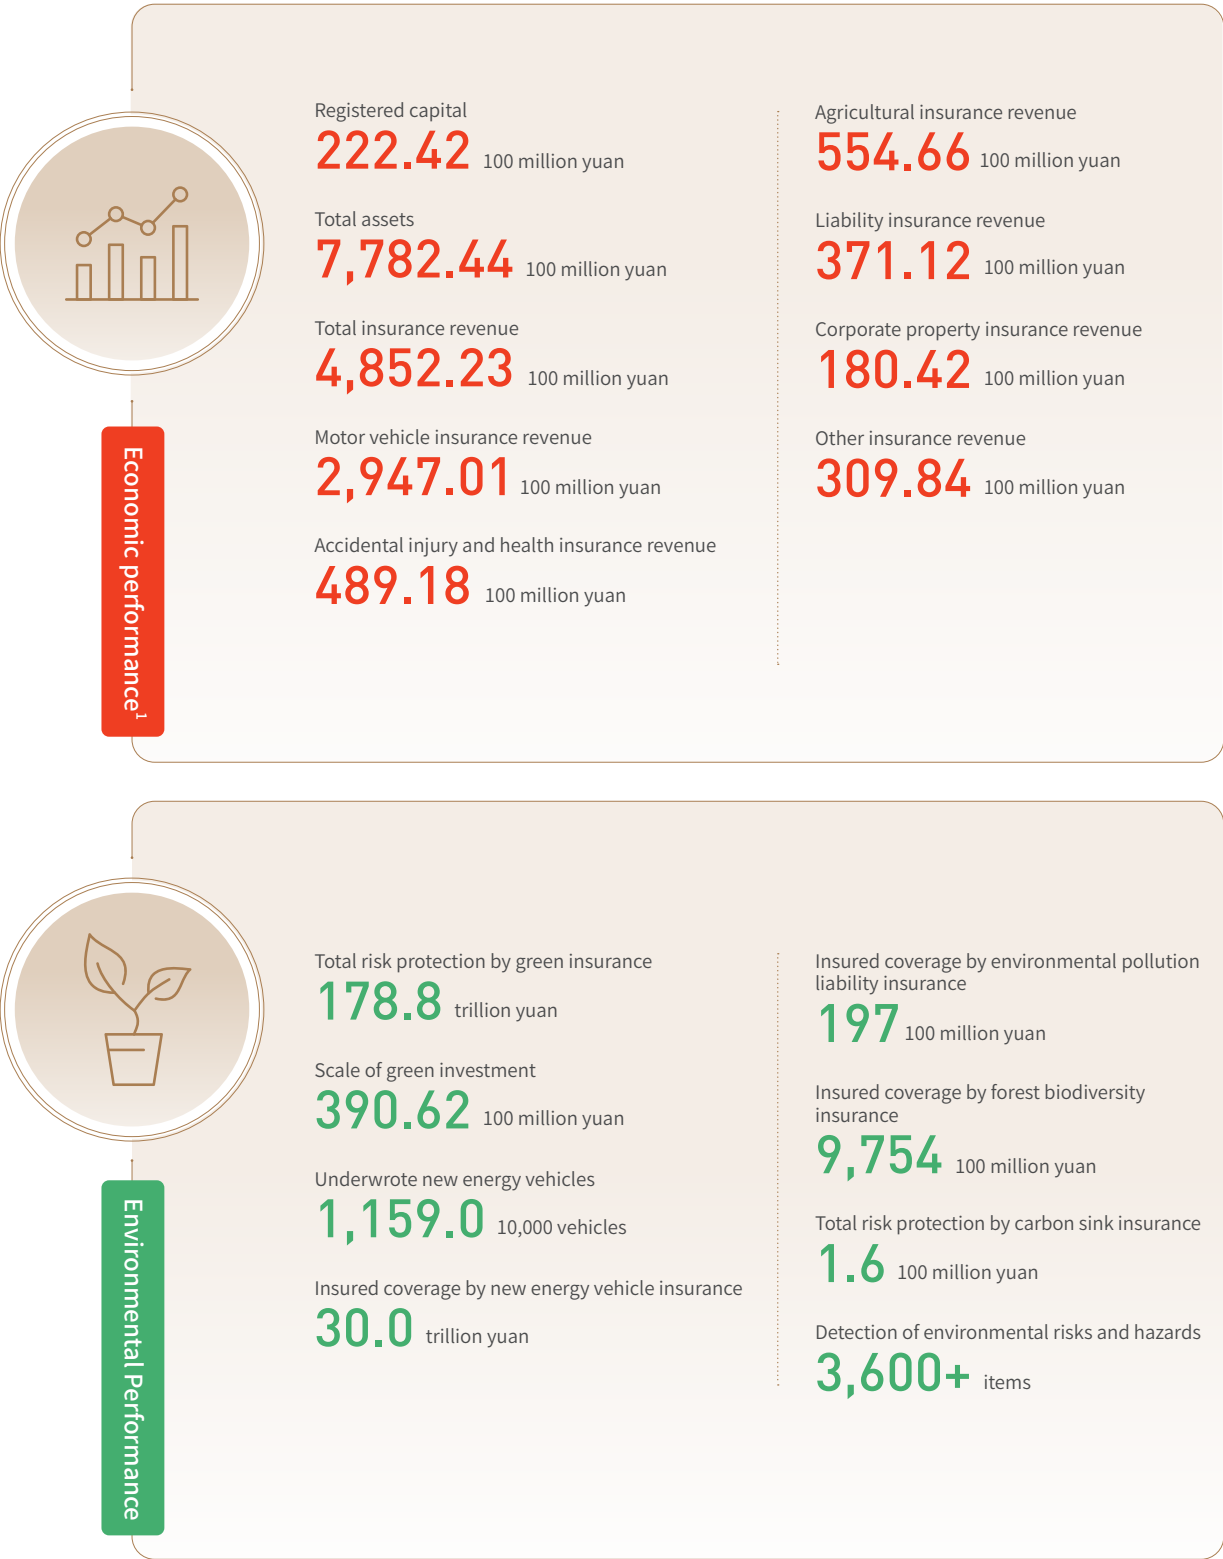 Economic performance1
Registered capital
222.42 100 million yuan
Total assets
7,782.44 100 million yuan
Total insurance revenue
4,852.23 100 million yuan
Motor vehicle insurance revenue
2,947.01 100 million yuan
Accidental injury and health insurance revenue
489.18 100 million yuan
Agricultural insurance revenue
554.66 100 million yuan
Liability insurance revenue
371.12 100 million yuan
Corporate property insurance revenue
180.42 100 million yuan
Other insurance revenue
309.84 100 million yuan
Environmental Performance
Total risk protection by green insurance
178.8 trillion yuan
Scale of green investment
390.62 100 million yuan
Underwrote new energy vehicles
1,159.0 10,000 vehicles
Insured coverage by new energy vehicle insurance
30.0 trillion yuan
Insured coverage by environmental pollution
liability insurance
197 100 million yuan
Insured coverage by forest biodiversity
insurance
9,754 100 million yuan
Total risk protection by carbon sink insurance
1.6 100 million yuan
Detection of environmental risks and hazards
3,600+ items